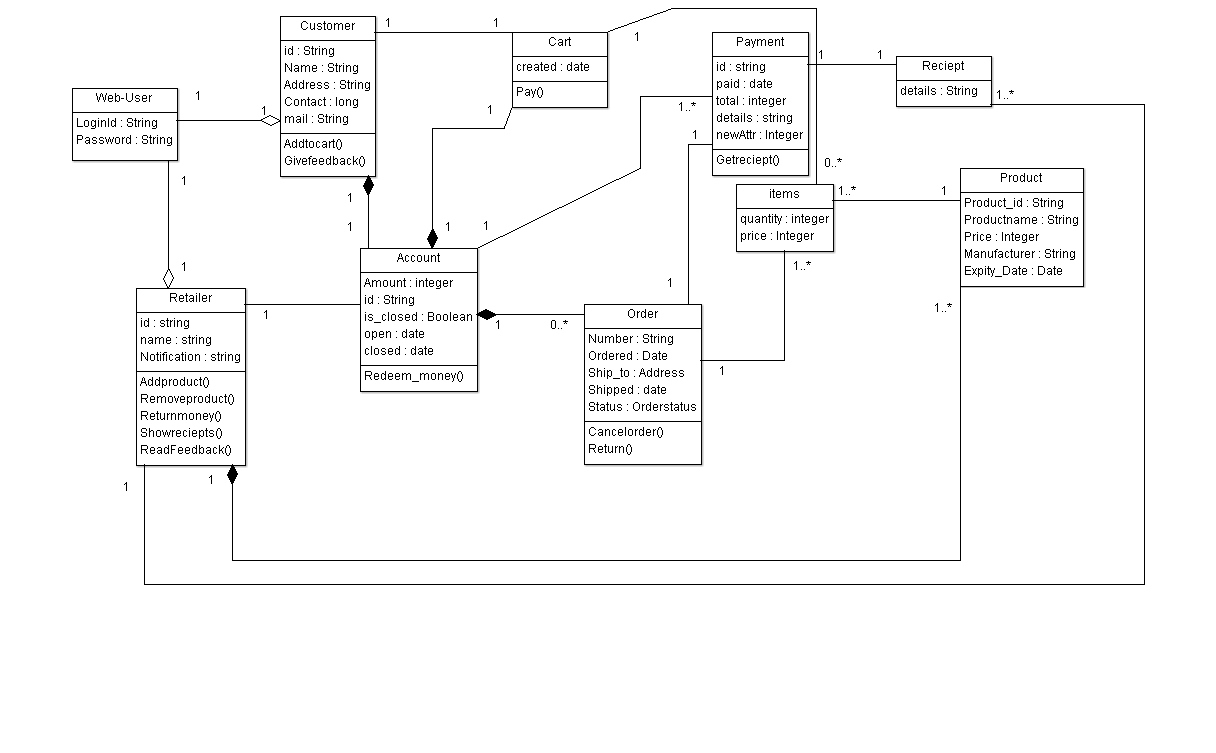 Customer
id : String
Name : String
Address : String
Contact : long
mail : String
Addtocart()
Givefeedback()
1
1
Cart
created : date
Pay()
1
Payment
id : string
paid : date
total : integer
details : string
newAttr : Integer
Getreciept()
1
1
Reciept
details : String
1..*
Web-User
LoginId : String
Password : String
1
1
1
1
1..*
1
0..*
items
quantity : integer
price : Integer
1..*
1
Product
Product_id : String
Productname : String
Price : Integer
Manufacturer : String
Expity_Date : Date
1
1
1
1
1
Account
Amount : integer
id : String
is_closed : Boolean
open : date
closed : date
Redeem_money()
1..*
1
Retailer
id : string
name : string
Notification : string
Addproduct()
Removeproduct()
Returnmoney()
Showreciepts()
ReadFeedback()
1
1
0..*
Order
Number : String
Ordered : Date
Ship_to : Address
Shipped : date
Status : Orderstatus
Cancelorder()
Return()
1..*
1
1
1